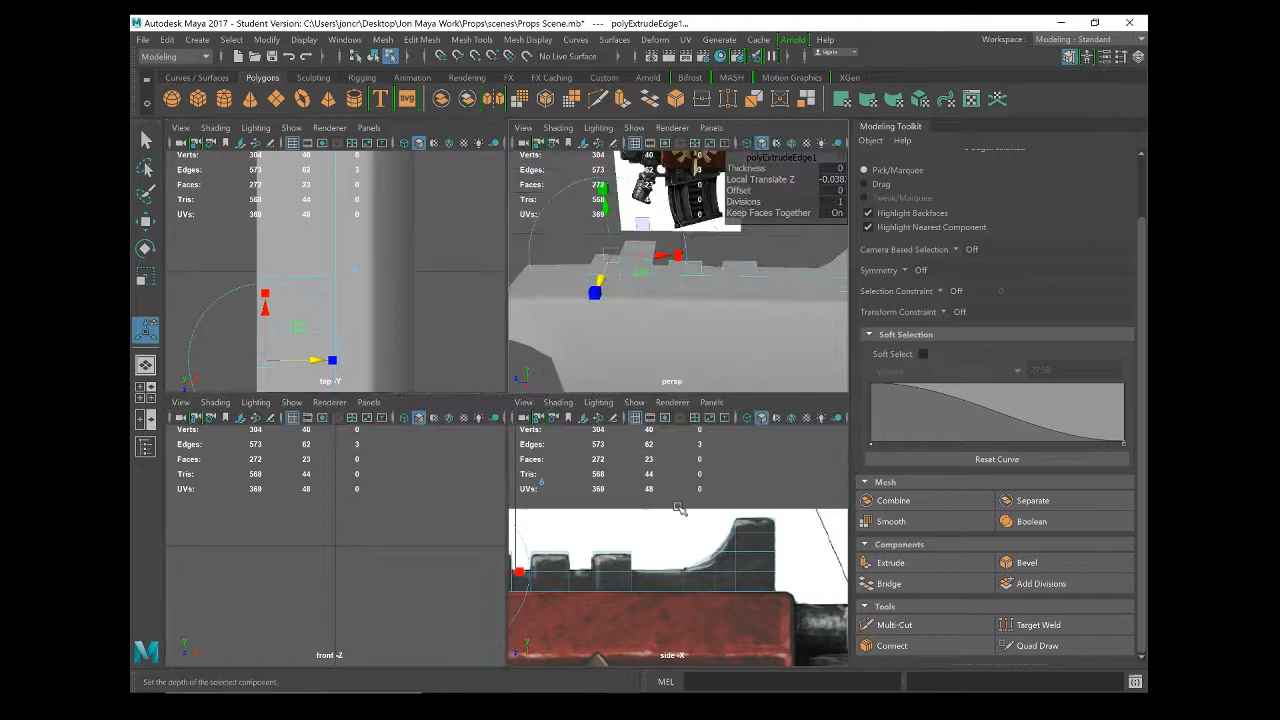 Autodesk Maya 2017 - Student Version: C:\Users\joncr\Desktop\Jon Maya Work\Props\scenes\Props Scene.mb* --- polyExtrudeEdge1...
File Edit Create Select Modify Display Windows Mesh Edit Mesh Mesh Tools Mesh Display Curves Surfaces Deform UV Generate Cache Arnold Help Workspace : Modeling - Standard
Modeling No Live Surface Sign In
Curves / Surfaces Polygons Sculpting Rigging Animation Rendering FX FX Caching Custom Arnold Bifrost MASH Motion Graphics XGen
View Shading Lighting Show Renderer Panels
Verts: 304 40 0
Edges: 573 62 3
Faces: 272 23 0
Tris: 568 44 0
UVs: 369 48 0
top -Y
View Shading Lighting Show Renderer Panels
Verts: 304 40
Edges: 573 62 3
Faces: 272 23 0
Tris: 568 44 0
UVs: 369 48 0
polyExtrudeEdge1
Thickness 0
Local Translate Z -0.038
Offset 0
Divisions 1
Keep Faces Together On
persp
View Shading Lighting Show Renderer Panels
Verts: 304 40 0
Edges: 573 62 3
Faces: 272 23 0
Tris: 568 44 0
UVs: 369 48 0
front -Z
View Shading Lighting Show Renderer Panels
Verts: 304 40 0
Edges: 573 62 3
Faces: 272 23 0
Tris: 568 44 0
UVs: 369 48 0
side -X
Modeling Toolkit
Object Help
Pick/Marquee
Drag
Tweak/Marquee
Highlight Backfaces
Highlight Nearest Component
Camera Based Selection Off
Symmetry Off
Selection Constraint Off 0
Transform Constraint Off
Soft Selection
Soft Select
Volume 27.58
Reset Curve
Mesh
Combine Separate
Smooth Boolean
Components
Extrude Bevel
Bridge Add Divisions
Tools
Multi-Cut Target Weld
Connect Quad Draw
Set the depth of the selected component. MEL